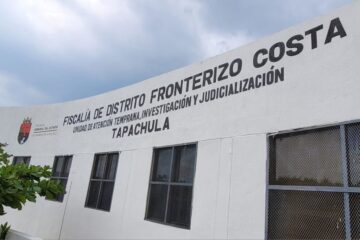 FISCALÍA DE DISTRITO FRONTERIZO COSTA
UNIDAD DE ATENCIÓN TEMPRANA, INVESTIGACIÓN Y JUDICIALIZACIÓN
TAPACHULA